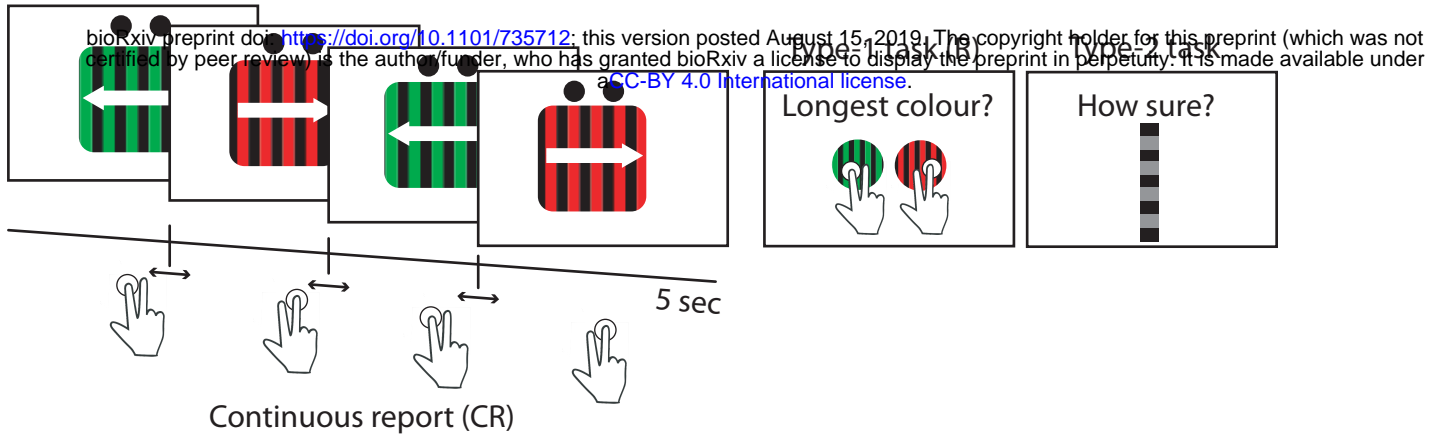 bioRxiv preprint doi: https://doi.org/10.1101/735712; this version posted August 15, 2019. The copyright holder for this preprint (which was not
certified by peer review) is the author/funder, who has granted bioRxiv a license to display the preprint in perpetuity. It is made available under
aCC-BY 4.0 International license.
Type-1 task (R)
Type-2 task
Longest colour?
How sure?
5 sec
Continuous report (CR)